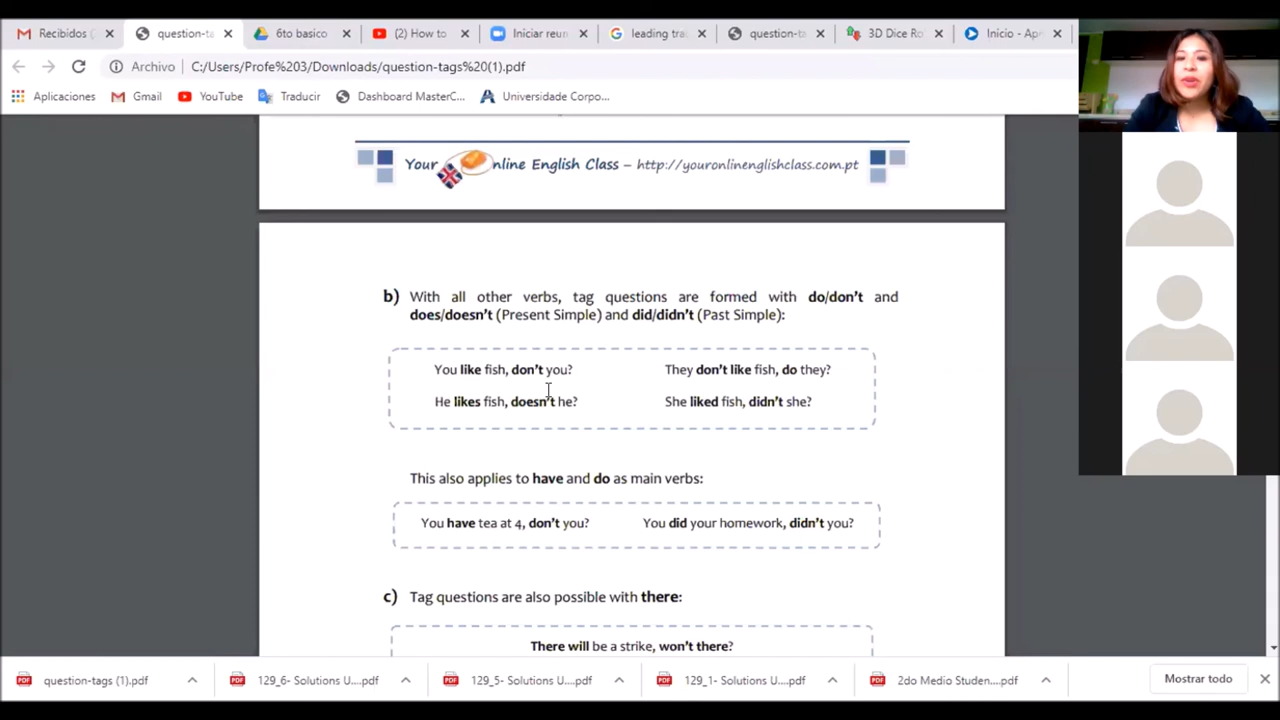 Recibidos (
question-ta
6to basico
(2) How to
Iniciar reun
leading tra
question-ta
3D Dice Ro
Inicio - Ap
Archivo
C:/Users/Profe%203/Downloads/question-tags%20(1).pdf
Aplicaciones
Gmail
YouTube
Traducir
Dashboard MasterC...
Universidade Corpo...
Your Online English Class – http://youronlinenglishclass.com.pt
b) With all other verbs, tag questions are formed with do/don't and
does/doesn't (Present Simple) and did/didn't (Past Simple):
You like fish, don't you?
They don't like fish, do they?
He likes fish, doesn't he?
She liked fish, didn't she?
This also applies to have and do as main verbs:
You have tea at 4, don't you?
You did your homework, didn't you?
c) Tag questions are also possible with there:
There will be a strike, won't there?
question-tags (1).pdf
129_6- Solutions U....pdf
129_5- Solutions U....pdf
129_1- Solutions U....pdf
2do Medio Studen....pdf
Mostrar todo